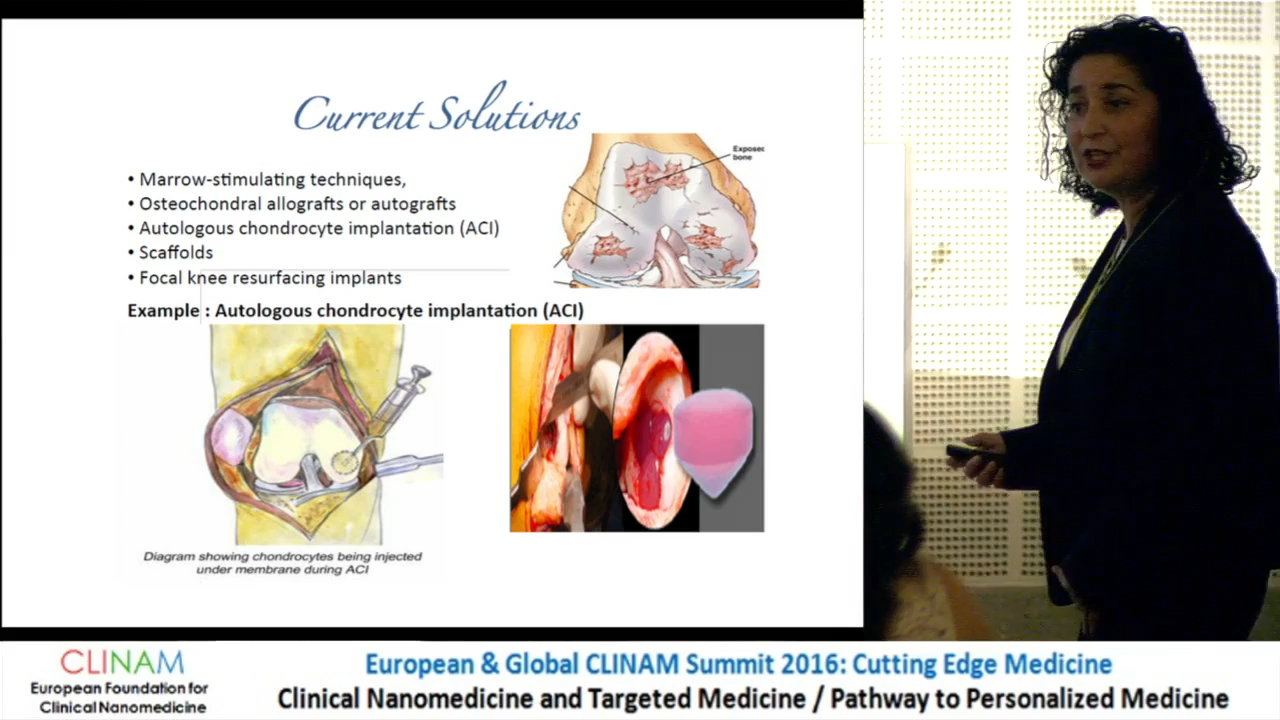 Current Solutions
Exposed
bone
• Marrow-stimulating techniques,
• Osteochondral allografts or autografts
• Autologous chondrocyte implantation (ACI)
• Scaffolds
• Focal knee resurfacing implants
Example : Autologous chondrocyte implantation (ACI)
Diagram showing chondrocytes being injected
under membrane during ACI
CLINAM
European Foundation for
Clinical Nanomedicine
European & Global CLINAM Summit 2016: Cutting Edge Medicine
Clinical Nanomedicine and Targeted Medicine / Pathway to Personalized Medicine